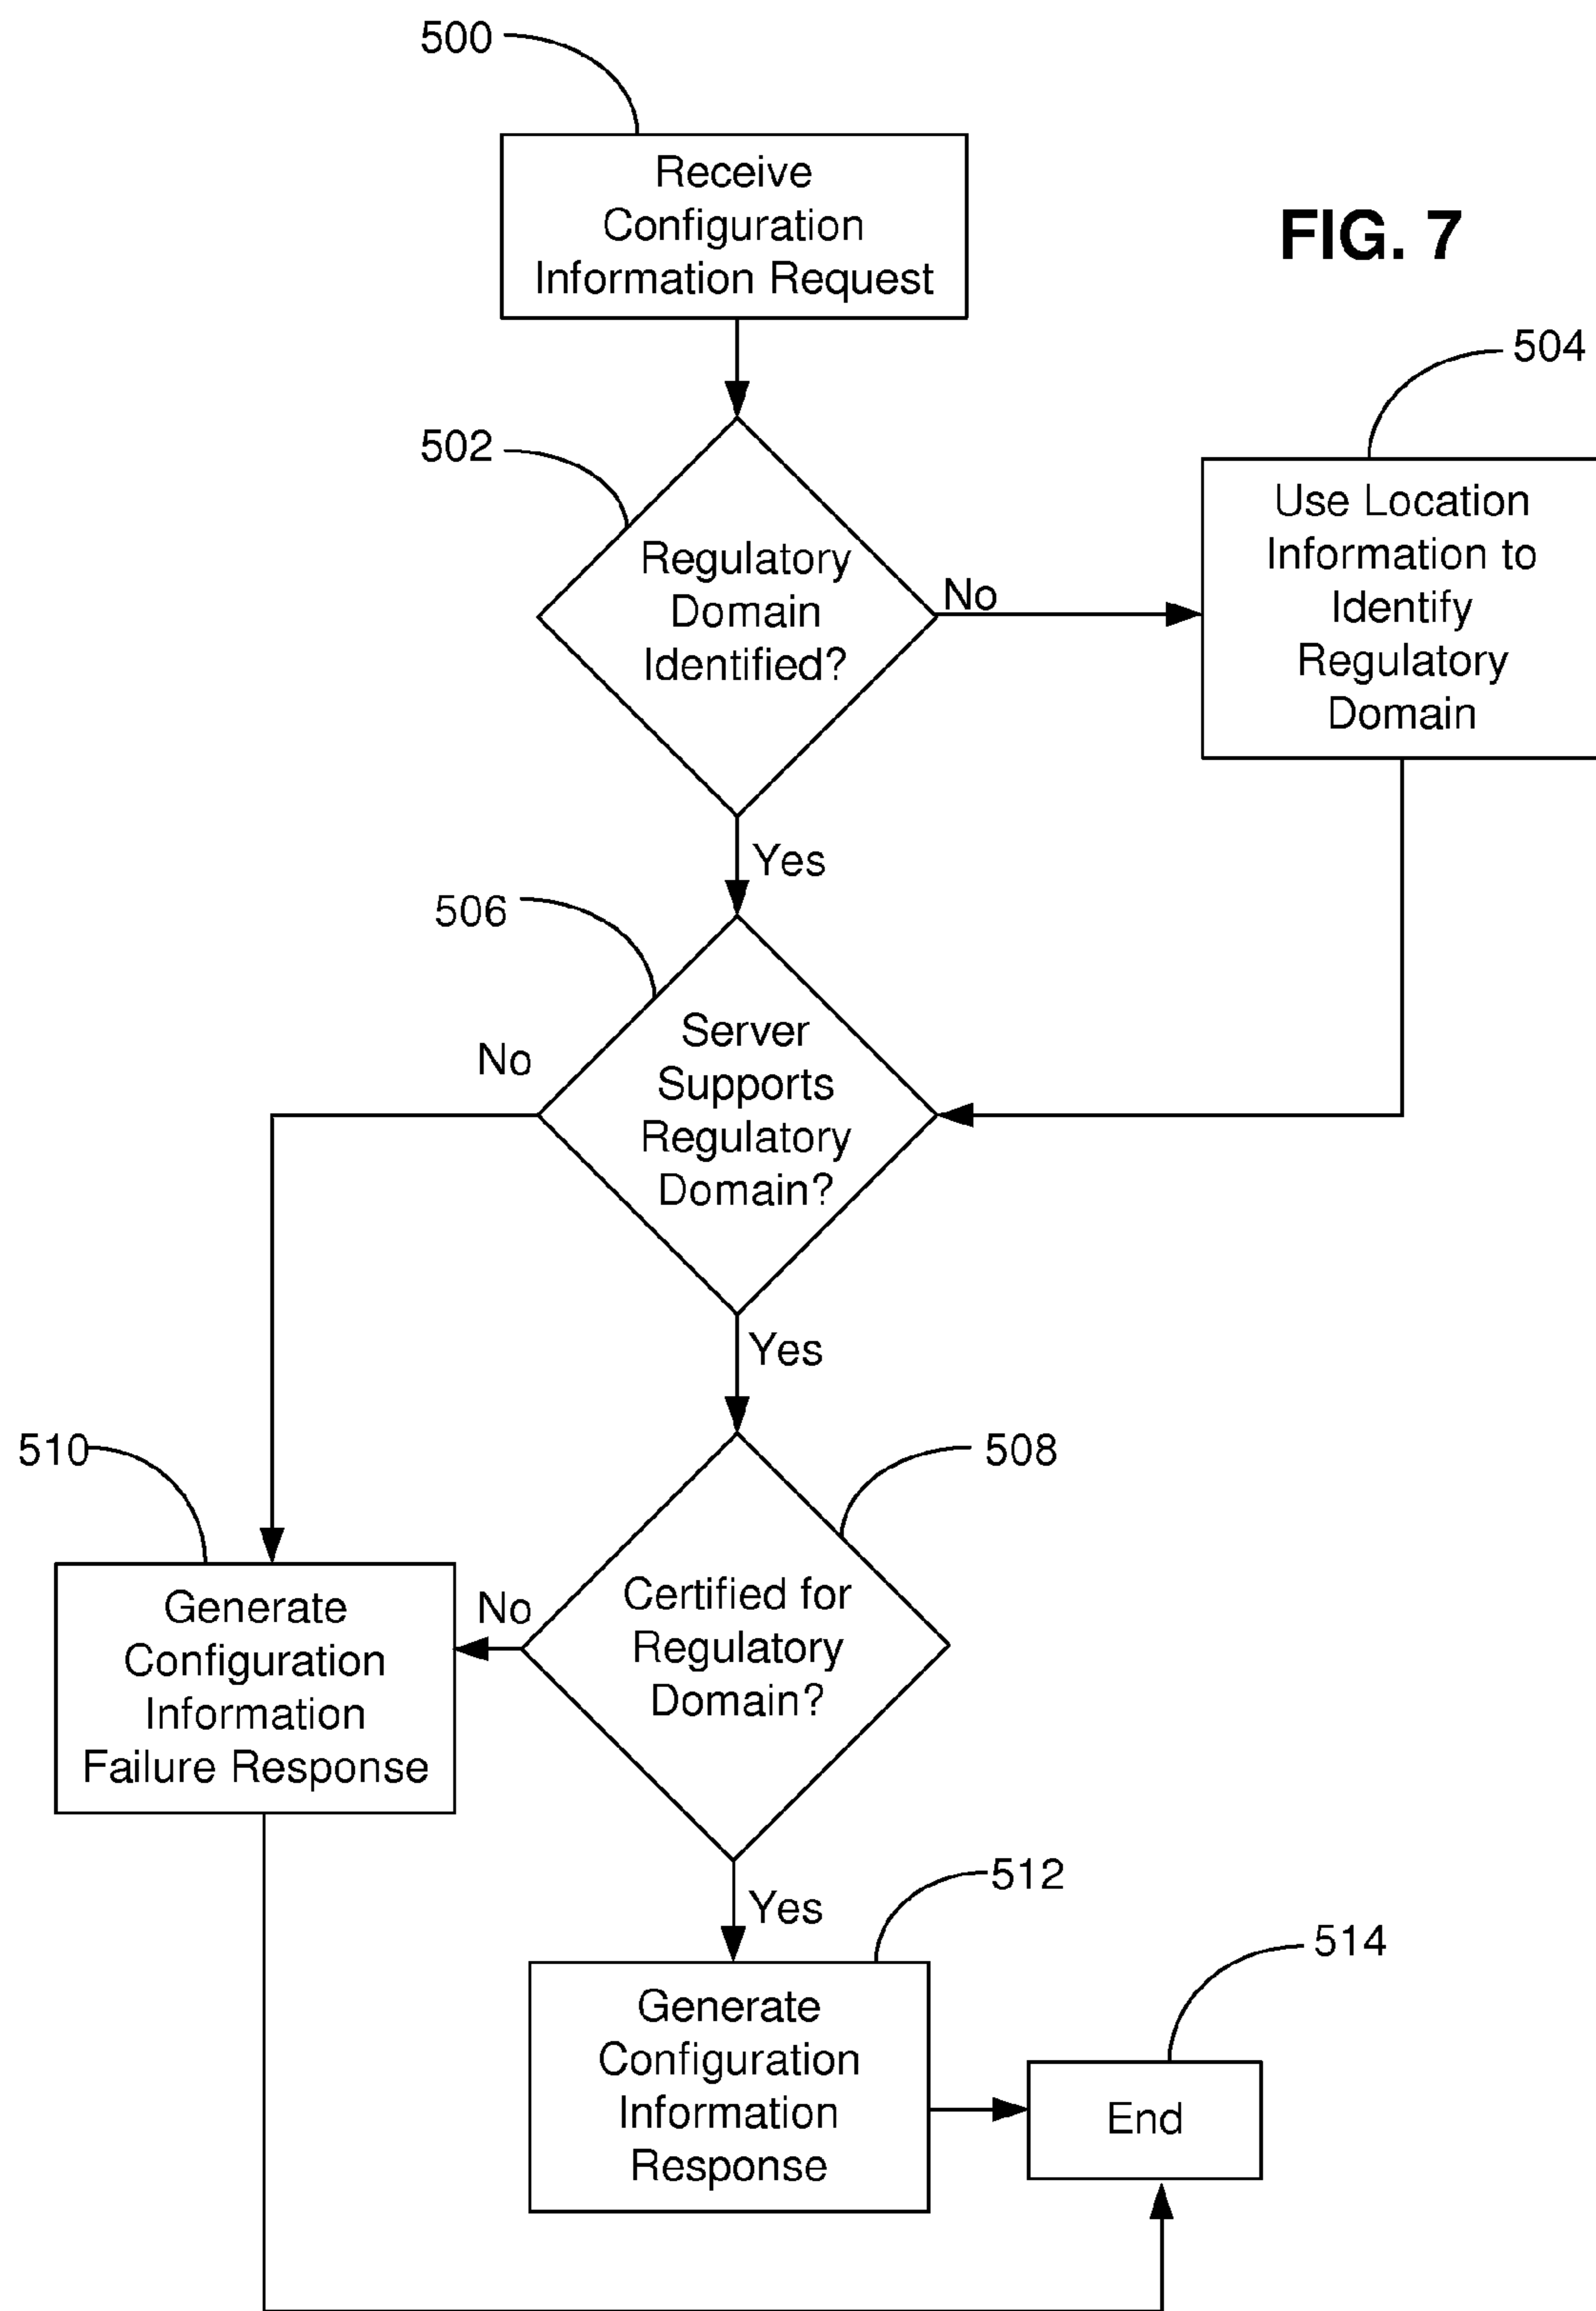 500
Receive
Configuration
Information Request
FIG. 7
504
502
Use Location
Information to
Identify
Regulatory
Domain
Regulatory
Domain
Identified?
No
Yes
506
Server
Supports
Regulatory
Domain?
No
Yes
510
508
Generate
Configuration
Information
Failure Response
No
Certified for
Regulatory
Domain?
Yes
512
514
Generate
Configuration
Information
Response
End